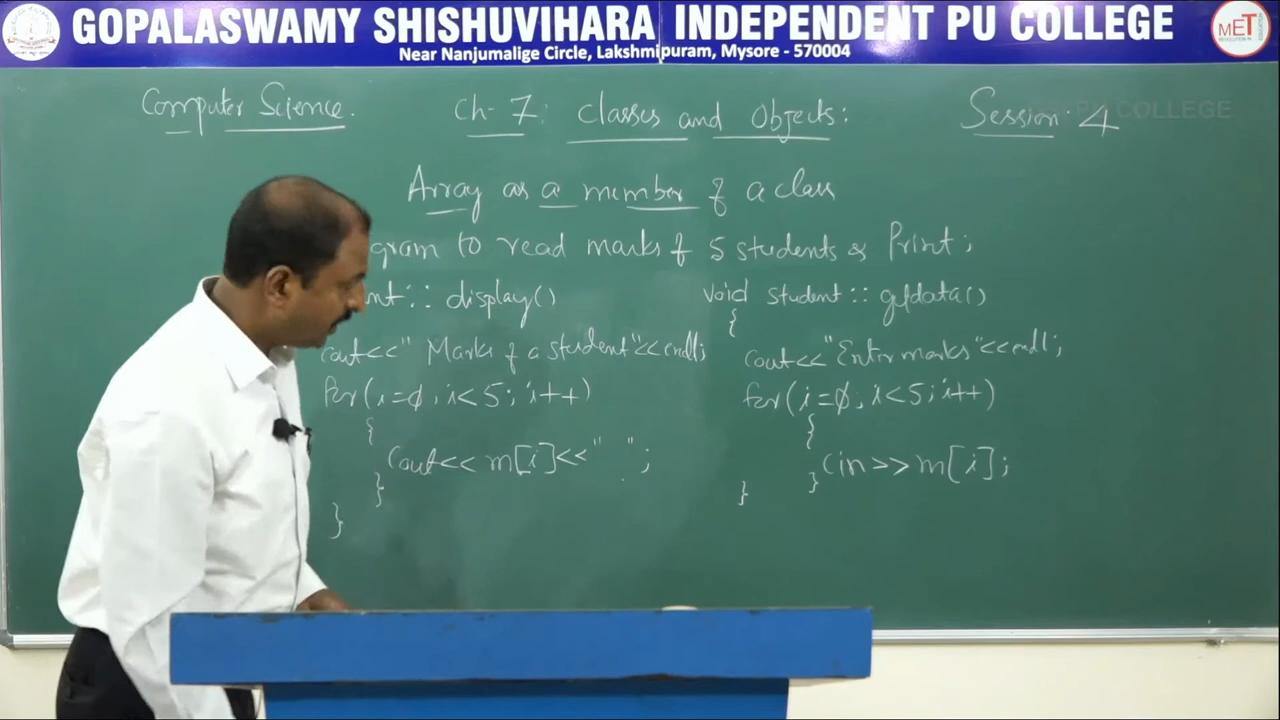 GOPALASWAMY SHISHUVIHARA INDEPENDENT PU COLLEGE
Near Nanjumalige Circle, Lakshmipuram, Mysore - 570004
MET
Computer Science.
Ch- 7: Classes and Objects:
Session. 4
PU COLLEGE
Array as a member of a class
gram to read marks of 5 students & Print;
nt:: display()
cout<<" Marks of a student"<<endl;
for(i=0, i<5; i++)
{
cout<< m[i]<<" ";
}
}
void student:: getdata()
{
cout<<"Enter marks"<<endl;
for(i=0, i<5; i++)
{
cin>>m[i];
}
}